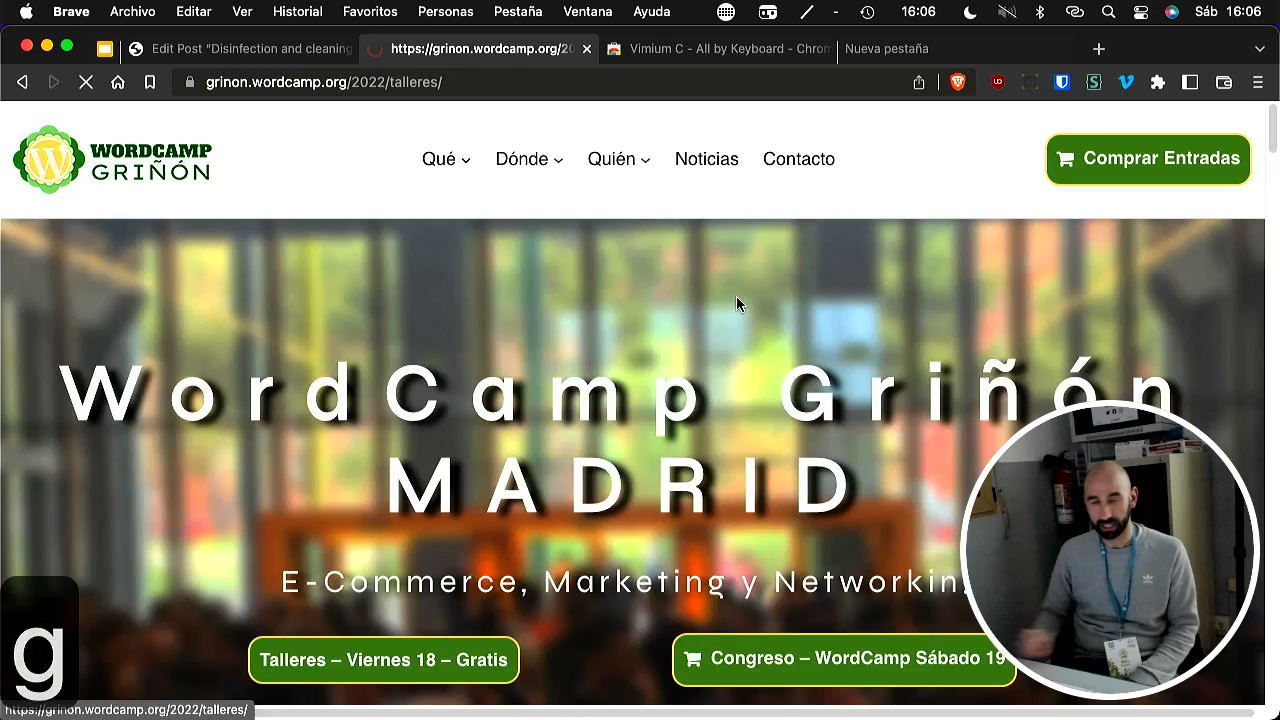 Brave Archivo Editar Ver Historial Favoritos Personas Pestaña Ventana Ayuda 16:06 Sáb 16:06
Edit Post “Disinfection and cleaning
https://grinon.wordcamp.org/20
Vimium C - All by Keyboard - Chrom
Nueva pestaña
grinon.wordcamp.org/2022/talleres/
WORDCAMP
GRIÑÓN
Qué Dónde Quién Noticias Contacto
Comprar Entradas
WordCamp Griñón
MADRID
E-Commerce, Marketing y Networkin
Talleres – Viernes 18 – Gratis
Congreso – WordCamp Sábado 19
g
https://grinon.wordcamp.org/2022/talleres/